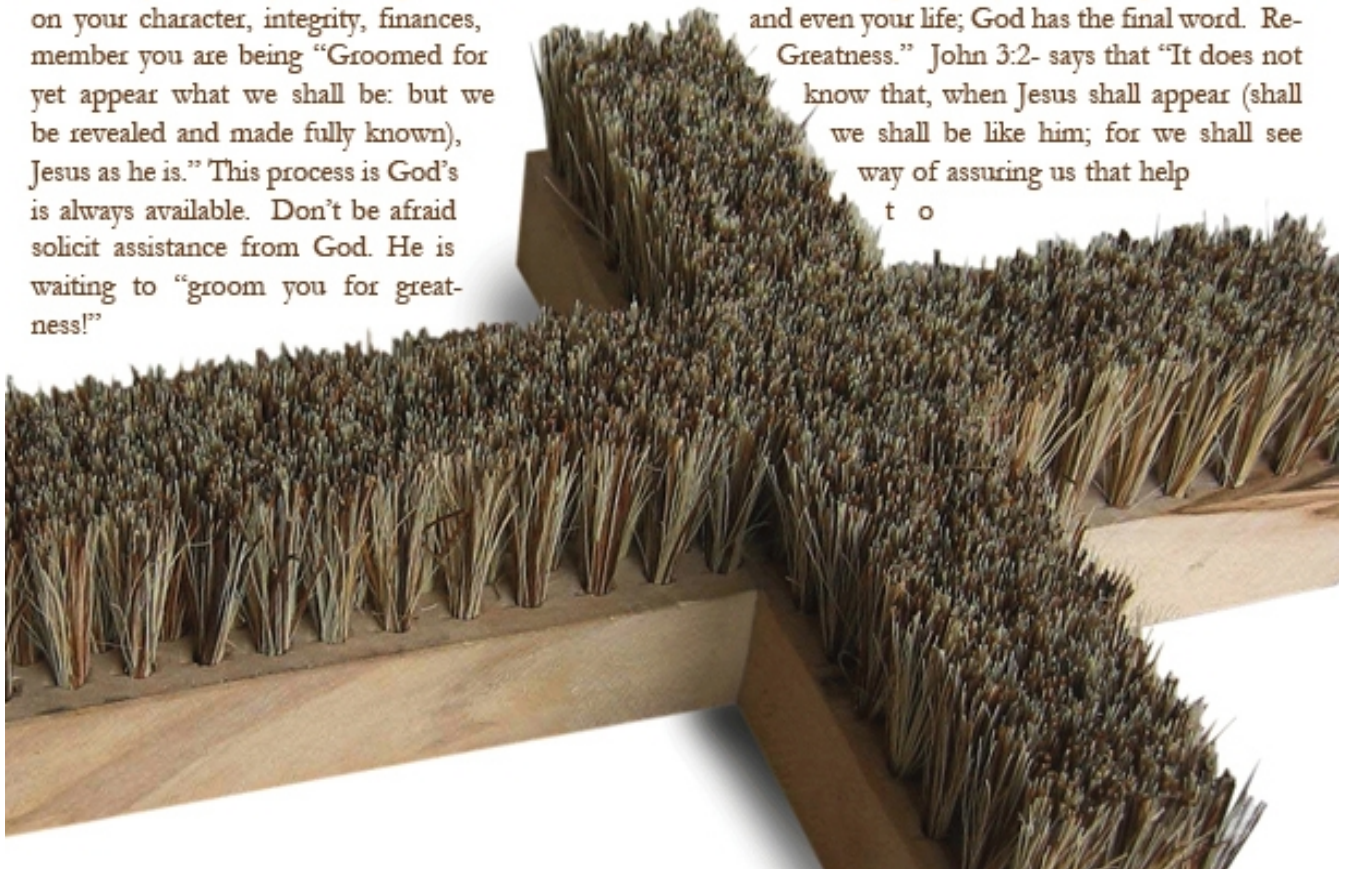 on your character, integrity, finances, and even your life; God has the final word. Re-
member you are being “Groomed for Greatness.” John 3:2- says that “It does not
yet appear what we shall be: but we know that, when Jesus shall appear (shall
be revealed and made fully known), we shall be like him; for we shall see
Jesus as he is.” This process is God’s way of assuring us that help
is always available. Don’t be afraid t o
solicit assistance from God. He is
waiting to “groom you for great-
ness!”